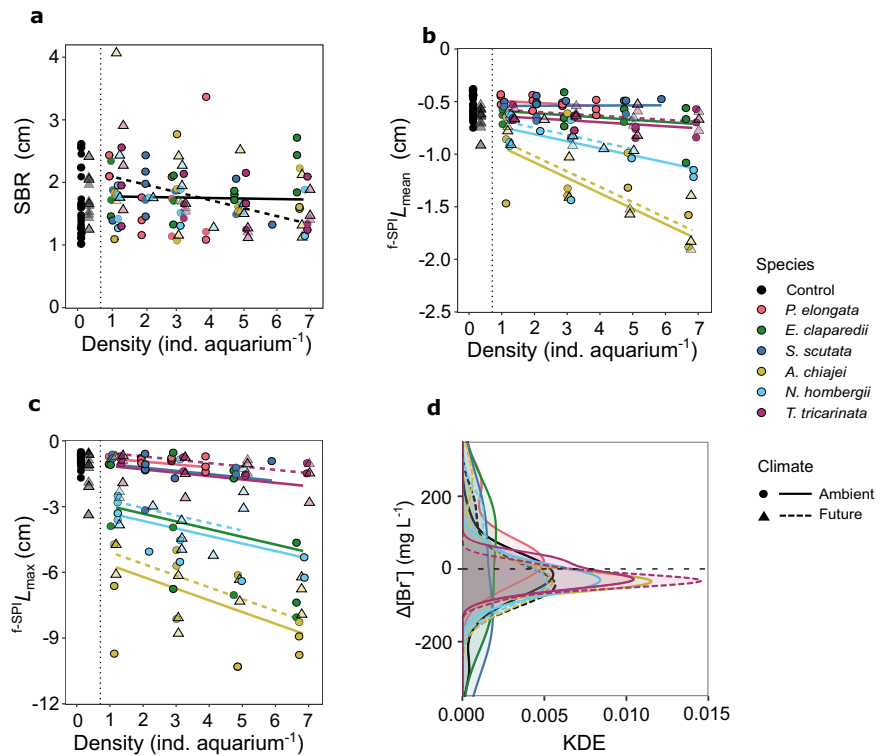 a
SBR (cm)
4
3
2
1
0
0 1 2 3 4 5 6 7
Density (ind. aquarium⁻¹)
b
f-SPI L mean (cm)
0
-0.5
-1.0
-1.5
-2.0
-2.5
0 1 2 3 4 5 6 7
Density (ind. aquarium⁻¹)
c
f-SPI L max (cm)
0
-3
-6
-9
-12
0 1 2 3 4 5 6 7
Density (ind. aquarium⁻¹)
d
Δ[Br⁻] (mg L⁻¹)
200
0
-200
0.000 0.005 0.010 0.015
KDE
Species
Control
P. elongata
E. claparedii
S. scutata
A. chiajei
N. hombergii
T. tricarinata
Climate
Ambient
Future